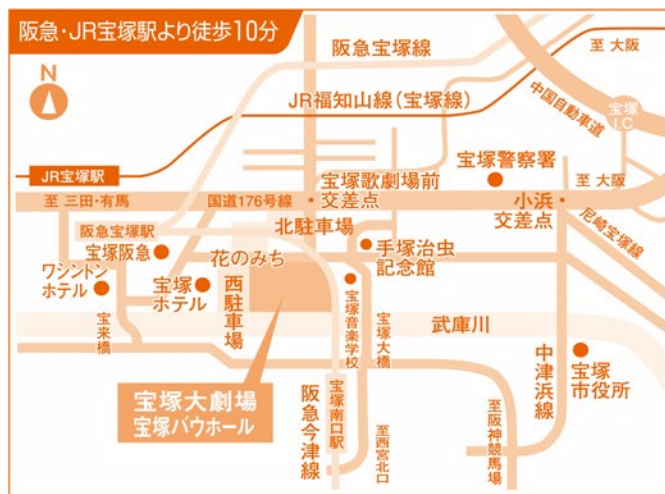 阪急・JR宝塚駅より徒歩10分
阪急宝塚線
至 大阪
N
JR福知山線(宝塚線)
中国自動車道
宝塚
I.C
JR宝塚駅
宝塚歌劇場前
交差点
宝塚警察署
至 大阪
至 三田・有馬
国道176号線
小浜
交差点
北駐車場
尼崎宝塚線
阪急宝塚駅
宝塚阪急
花のみち
手塚治虫
記念館
ワシントン
ホテル
宝塚
ホテル
西駐車場
宝塚音楽学校
宝塚大橋
宝来橋
武庫川
中津浜線
宝塚
市役所
宝塚大劇場
宝塚バウホール
阪急今津線
宝塚南口駅
至西宮北口
至阪神競馬場